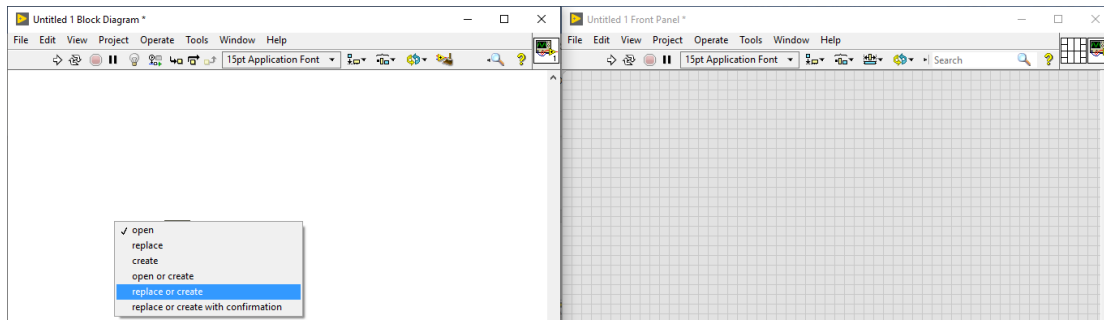 Untitled 1 Block Diagram *
File Edit View Project Operate Tools Window Help
15pt Application Font
1
✓ open
replace
create
open or create
replace or create
replace or create with confirmation
Untitled 1 Front Panel *
File Edit View Project Operate Tools Window Help
15pt Application Font Search